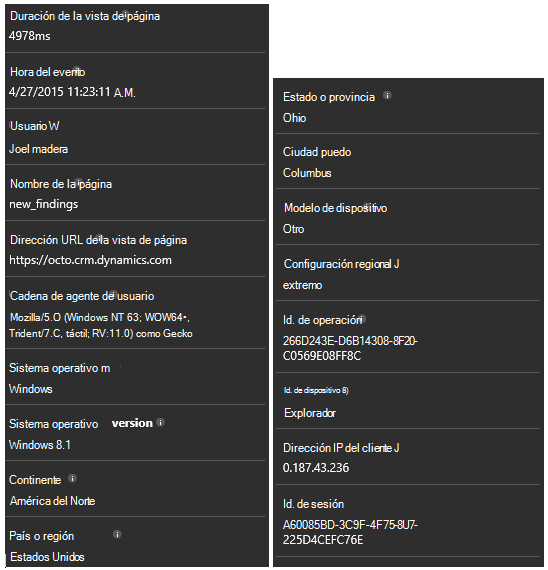 Duración de la vista de página
4978ms
Hora del evento
4/27/2015 11:23:11 A.M.
Usuario W
Joel madera
Nombre de la página
new_findings
Dirección URL de la vista de página
https://octo.crm.dynamics.com
Cadena de agente de usuario
Mozilla/5.O (Windows NT 63; WOW64•,
Trident/7.C, táctil; RV:11.0) como Gecko
Sistema operativo m
Windows
Sistema operativo version
Windows 8.1
Continente
América del Norte
País o región
Estados Unidos
Estado o provincia
Ohio
Ciudad puedo
Columbus
Modelo de dispositivo
Otro
Configuración regional J
extremo
Id. de operación
266D243E-D6B14308-8F20-
C0569E08FF8C
Id. de dispositivo 8)
Explorador
Dirección IP del cliente J
0.187.43.236
Id. de sesión
A60085BD-3C9F-4F75-8U7-
225D4CEFC76E